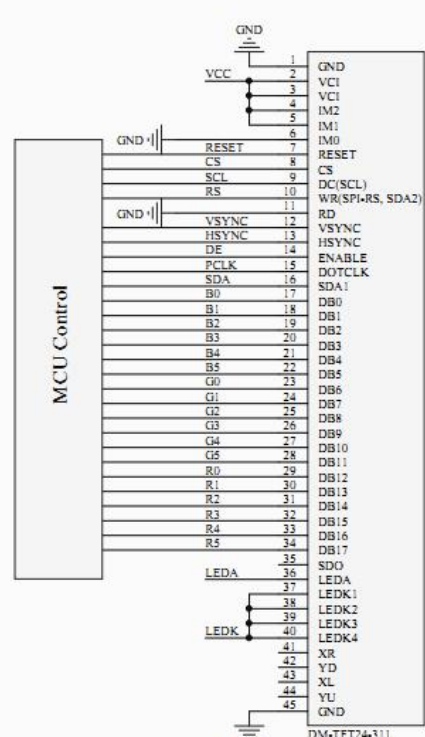 GND
1 GND
VCC 2 VCI
3 VCI
4 IM2
5 IM1
GND 6 IM0
RESET 7 RESET
CS 8 CS
SCL 9 DC(SCL)
RS 10 WR(SPI-RS, SDA2)
GND 11 RD
VSYNC 12 VSYNC
HSYNC 13 HSYNC
DE 14 ENABLE
PCLK 15 DOTCLK
SDA 16 SDA1
B0 17 DB0
B1 18 DB1
B2 19 DB2
B3 20 DB3
B4 21 DB4
B5 22 DB5
G0 23 DB6
G1 24 DB7
G2 25 DB8
G3 26 DB9
G4 27 DB10
G5 28 DB11
R0 29 DB12
R1 30 DB13
R2 31 DB14
R3 32 DB15
R4 33 DB16
R5 34 DB17
35 SDO
LEDA 36 LEDA
37 LEDK1
38 LEDK2
39 LEDK3
LEDK 40 LEDK4
41 XR
42 YD
43 XL
44 YU
45 GND
MCU Control
DM-TFT24-311